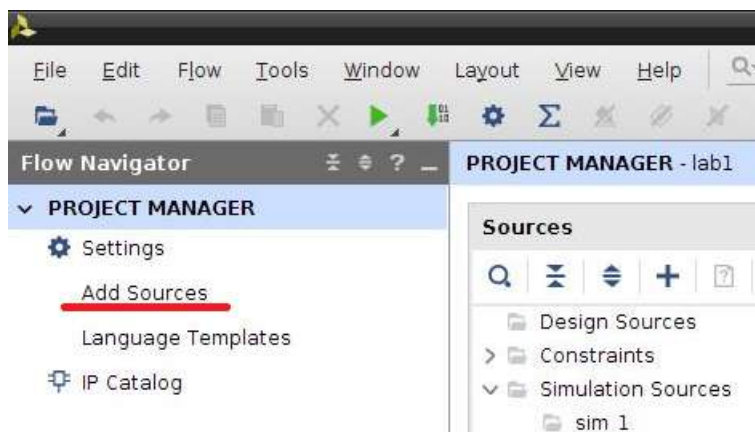 File Edit Flow Tools Window Layout View Help
Flow Navigator ? PROJECT MANAGER - lab1
PROJECT MANAGER
Settings
Add Sources
Language Templates
IP Catalog
Sources
Design Sources
Constraints
Simulation Sources
sim 1